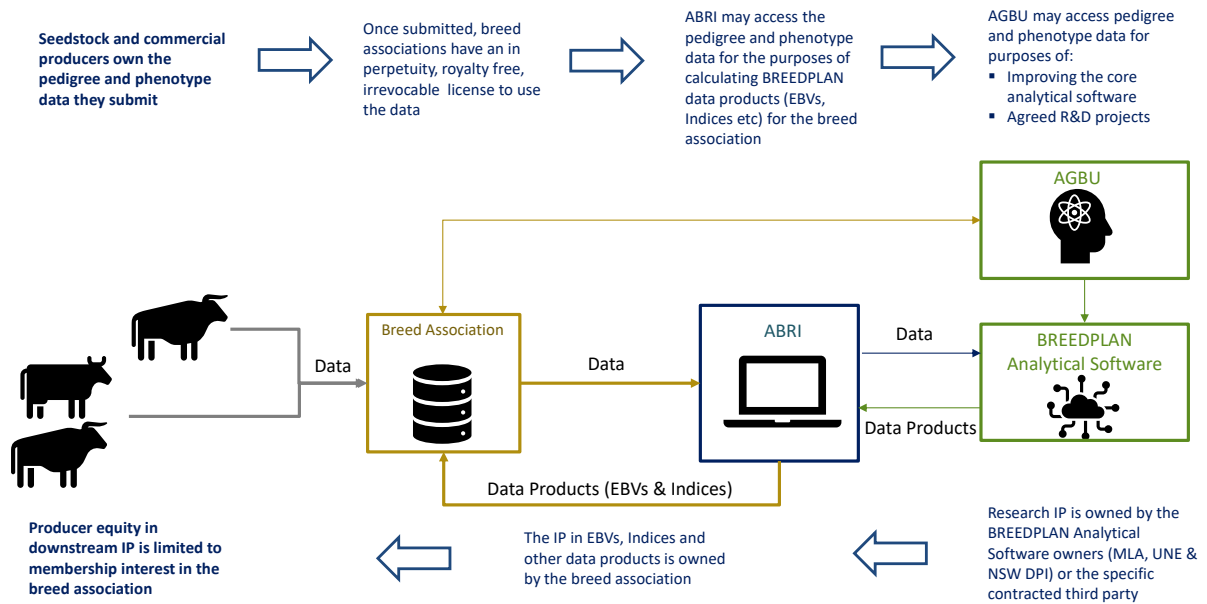 Seedstock and commercial
producers own the
pedigree and phenotype
data they submit
Once submitted, breed
associations have an in
perpetuity, royalty free,
irrevocable license to use
the data
ABRI may access the
pedigree and phenotype
data for the purposes of
calculating BREEDPLAN
data products (EBVs,
Indices etc) for the breed
association
AGBU may access pedigree
and phenotype data for
purposes of:
▪ Improving the core
analytical software
▪ Agreed R&D projects
AGBU
Breed Association
ABRI
BREEDPLAN
Analytical Software
Data
Data
Data
Data Products
Data Products (EBVs & Indices)
Producer equity in
downstream IP is limited to
membership interest in the
breed association
The IP in EBVs, Indices and
other data products is owned
by the breed association
Research IP is owned by the
BREEDPLAN Analytical
Software owners (MLA, UNE &
NSW DPI) or the specific
contracted third party